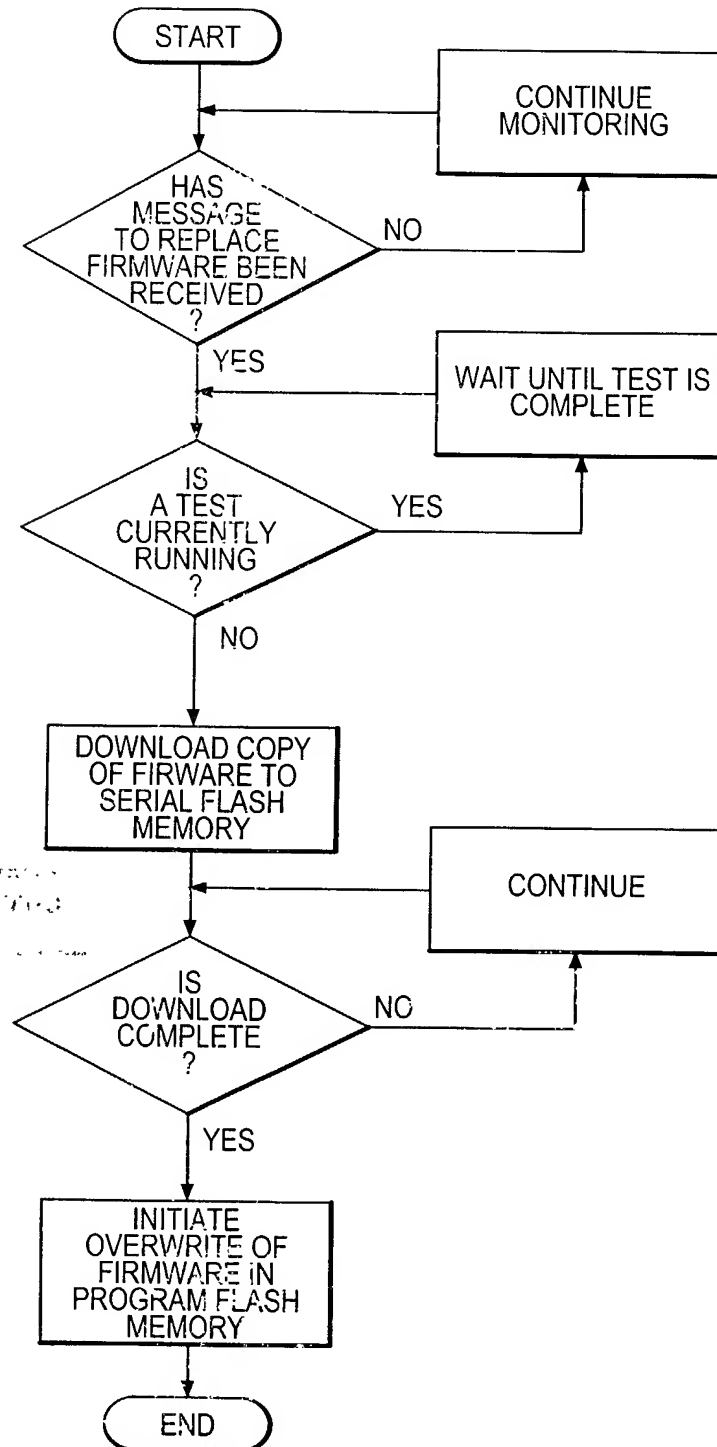 START
CONTINUE
MONITORING
HAS
MESSAGE
TO REPLACE
FIRMWARE BEEN
RECEIVED
?
NO
YES
WAIT UNTIL TEST IS
COMPLETE
IS
A TEST
CURRENTLY
RUNNING
?
YES
NO
DOWNLOAD COPY
OF FIRWARE TO
SERIAL FLASH
MEMORY
CONTINUE
IS
DOWNLOAD
COMPLETE
?
NO
YES
INITIATE
OVERWRITE OF
FIRMWARE IN
PROGRAM FLASH
MEMORY
END